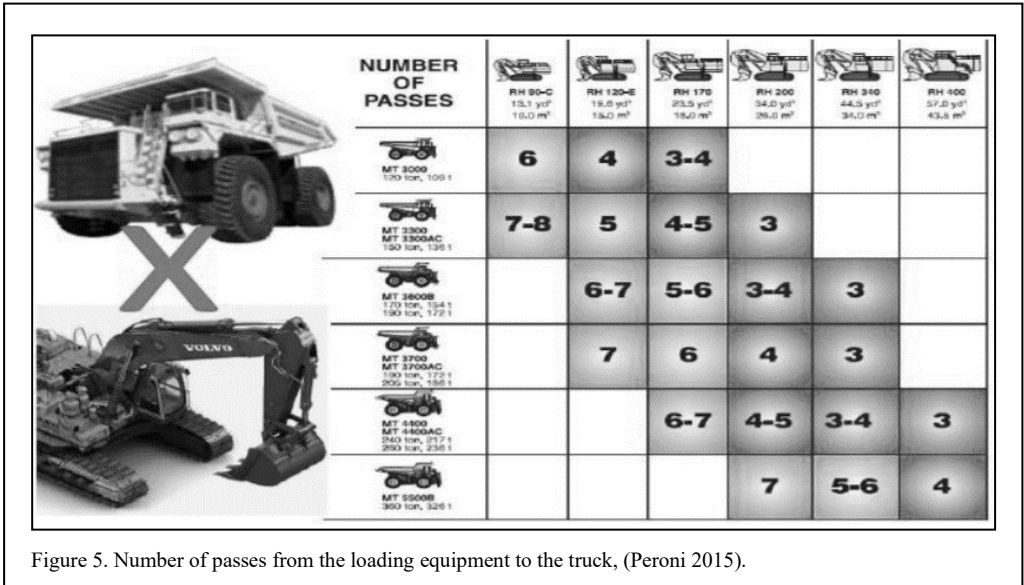 NUMBER
OF
PASSES
RH 90-C
13.1 yd³
10.0 m³
RH 120-E
19.6 yd³
15.0 m³
RH 170
23.5 yd³
18.0 m³
RH 200
34.0 yd³
26.0 m³
RH 340
44.5 yd³
34.0 m³
RH 400
57.0 yd³
43.5 m³
MT 3000
120 ton, 109 t
6
4
3-4
MT 3300
MT 3300AC
150 ton, 136 t
7-8
5
4-5
3
MT 3600B
170 ton, 154 t
190 ton, 172 t
6-7
5-6
3-4
3
MT 3700
MT 3700AC
190 ton, 172 t
205 ton, 186 t
7
6
4
3
MT 4400
MT 4400AC
240 ton, 217 t
260 ton, 236 t
6-7
4-5
3-4
3
MT 5500B
360 ton, 326 t
7
5-6
4
VOLVO
Figure 5. Number of passes from the loading equipment to the truck, (Peroni 2015).